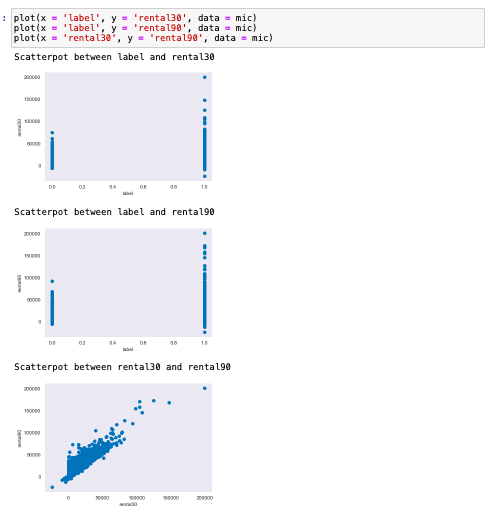 : plot(x = 'label', y = 'rental30', data = mic)
plot(x = 'label', y = 'rental90', data = mic)
plot(x = 'rental30', y = 'rental90', data = mic)
Scatterpot between label and rental30
200000
150000
100000
50000
0
rental30
0.0 0.2 0.4 0.6 0.8 1.0
label
Scatterpot between label and rental90
200000
150000
100000
50000
0
rental90
0.0 0.2 0.4 0.6 0.8 1.0
label
Scatterpot between rental30 and rental90
200000
150000
100000
50000
0
rental90
0 50000 100000 150000 200000
rental30